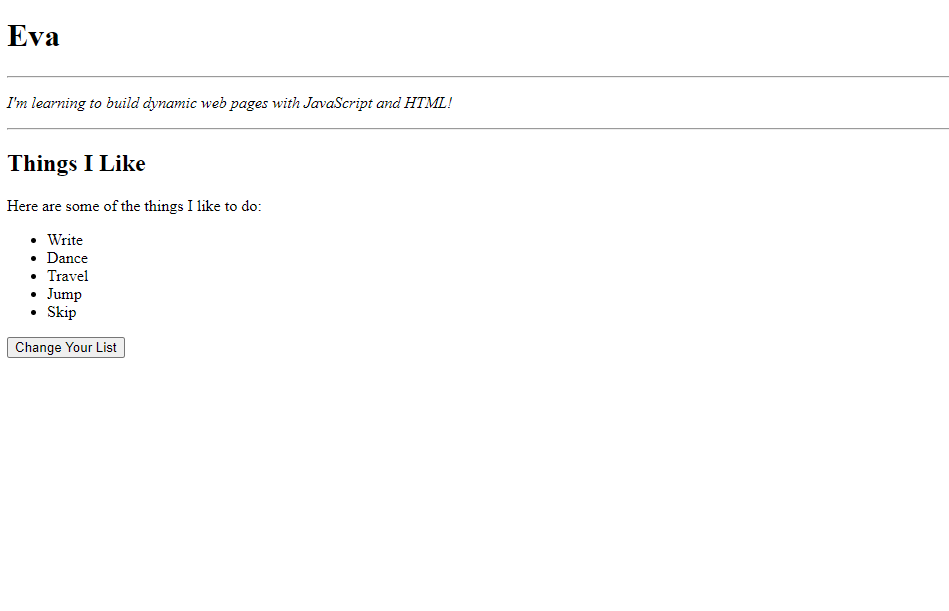 Eva
I'm learning to build dynamic web pages with JavaScript and HTML!
Things I Like
Here are some of the things I like to do:
Write
Dance
Travel
Jump
Skip
Change Your List